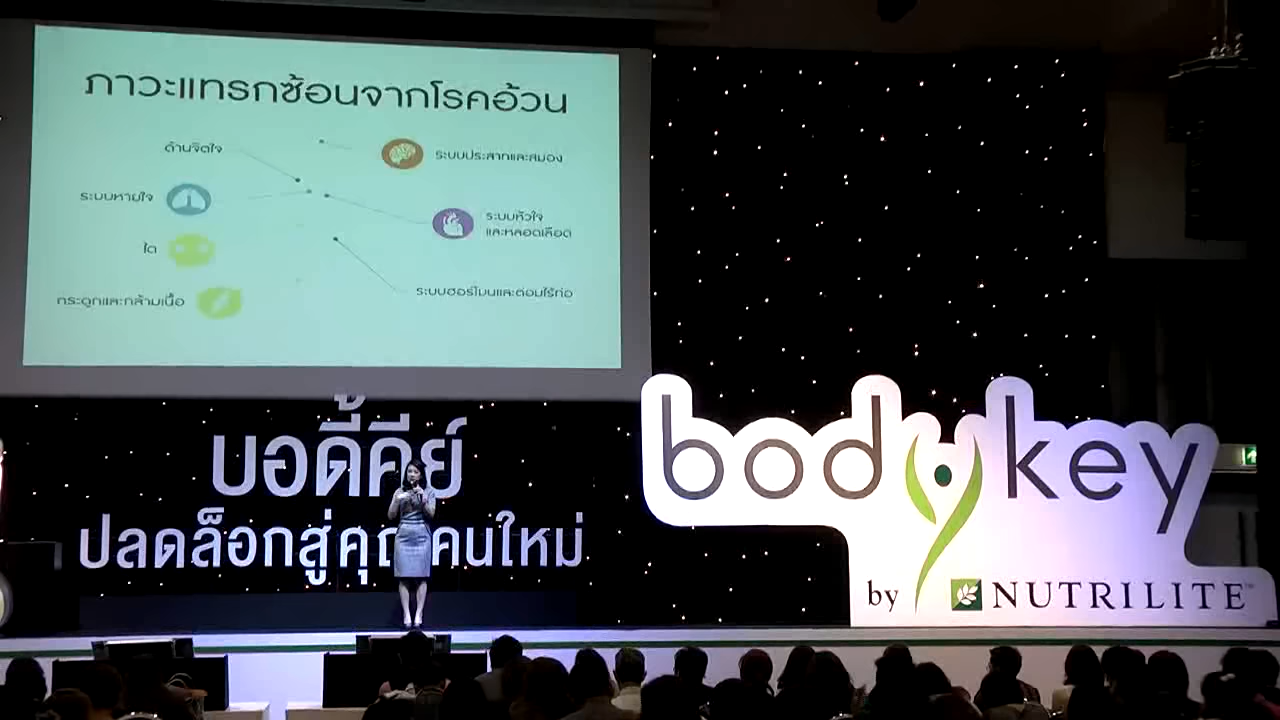 ภาวะแทรกซ้อนจากโรคอ้วน
ด้านจิตใจ
ระบบประสาทและสมอง
ระบบหายใจ
ระบบหัวใจ
และหลอดเลือด
ไต
ระบบฮอร์โมนและต่อมไร้ท่อ
กระดูกและกล้ามเนื้อ
บอดี้คีย์
ปลดล็อกสู่คุณคนใหม่
bodykey
by NUTRILITE™